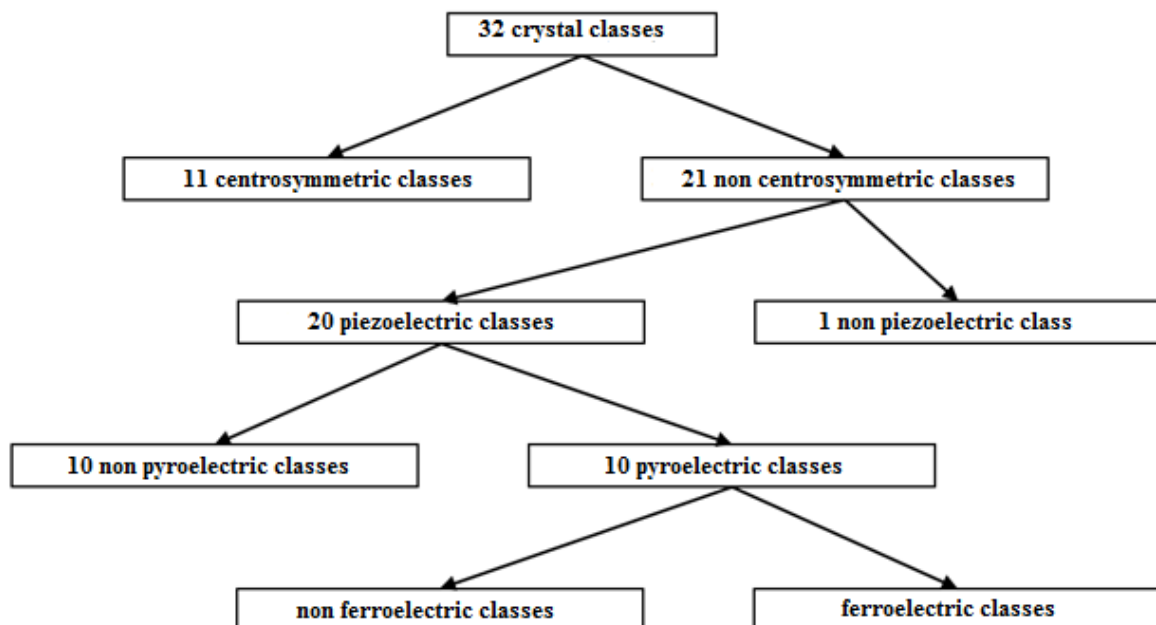 32 crystal classes
11 centrosymmetric classes
21 non centrosymmetric classes
20 piezoelectric classes
1 non piezoelectric class
10 non pyroelectric classes
10 pyroelectric classes
non ferroelectric classes
ferroelectric classes